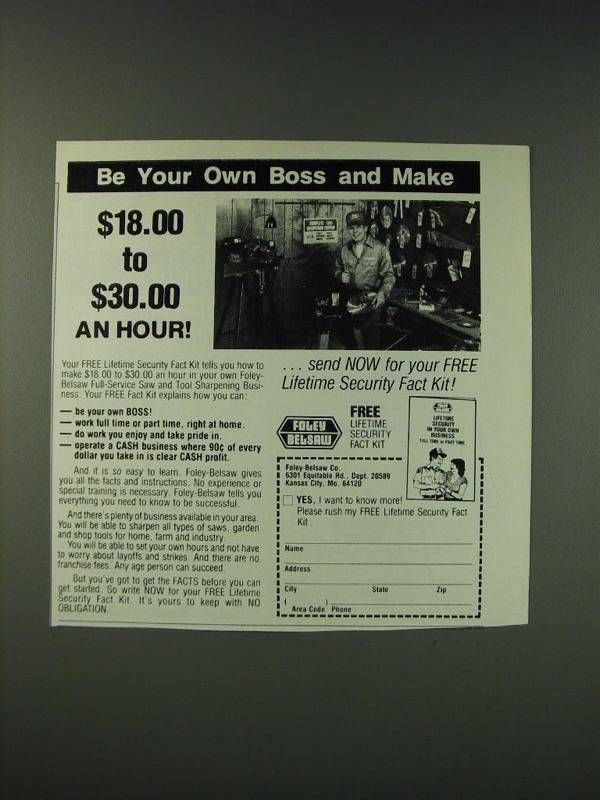 Be Your Own Boss and Make
$18.00
to
$30.00
AN HOUR!
Your FREE Lifetime Security Fact Kit tells you how to
make $18.00 to $30.00 an hour in your own Foley-
Belsaw Full-Service Saw and Tool Sharpening Busi-
ness. Your FREE Fact Kit explains how you can:
— be your own BOSS!
— work full time or part time, right at home.
— do work you enjoy and take pride in.
— operate a CASH business where 90¢ of every
dollar you take in is clear CASH profit.
And it is so easy to learn. Foley-Belsaw gives
you all the facts and instructions. No experience or
special training is necessary. Foley-Belsaw tells you
everything you need to know to be successful.
And there's plenty of business available in your area.
You will be able to sharpen all types of saws, garden
and shop tools for home, farm and industry.
You will be able to set your own hours and not have
to worry about layoffs and strikes. And there are no
franchise fees. Any age person can succeed.
But you've got to get the FACTS before you can
get started. So write NOW for your FREE Lifetime
Security Fact Kit. It's yours to keep with NO
OBLIGATION.
. . . send NOW for your FREE
Lifetime Security Fact Kit!
FOLEY
BELSAW
FREE
LIFETIME
SECURITY
FACT KIT
LIFETIME
SECURITY
IN YOUR OWN
BUSINESS
FULL TIME or PART TIME
Foley-Belsaw Co.
6301 Equitable Rd., Dept. 20589
Kansas City, Mo. 64120
YES, I want to know more!
Please rush my FREE Lifetime Security Fact
Kit
Name
Address
City State Zip
( )
Area Code Phone